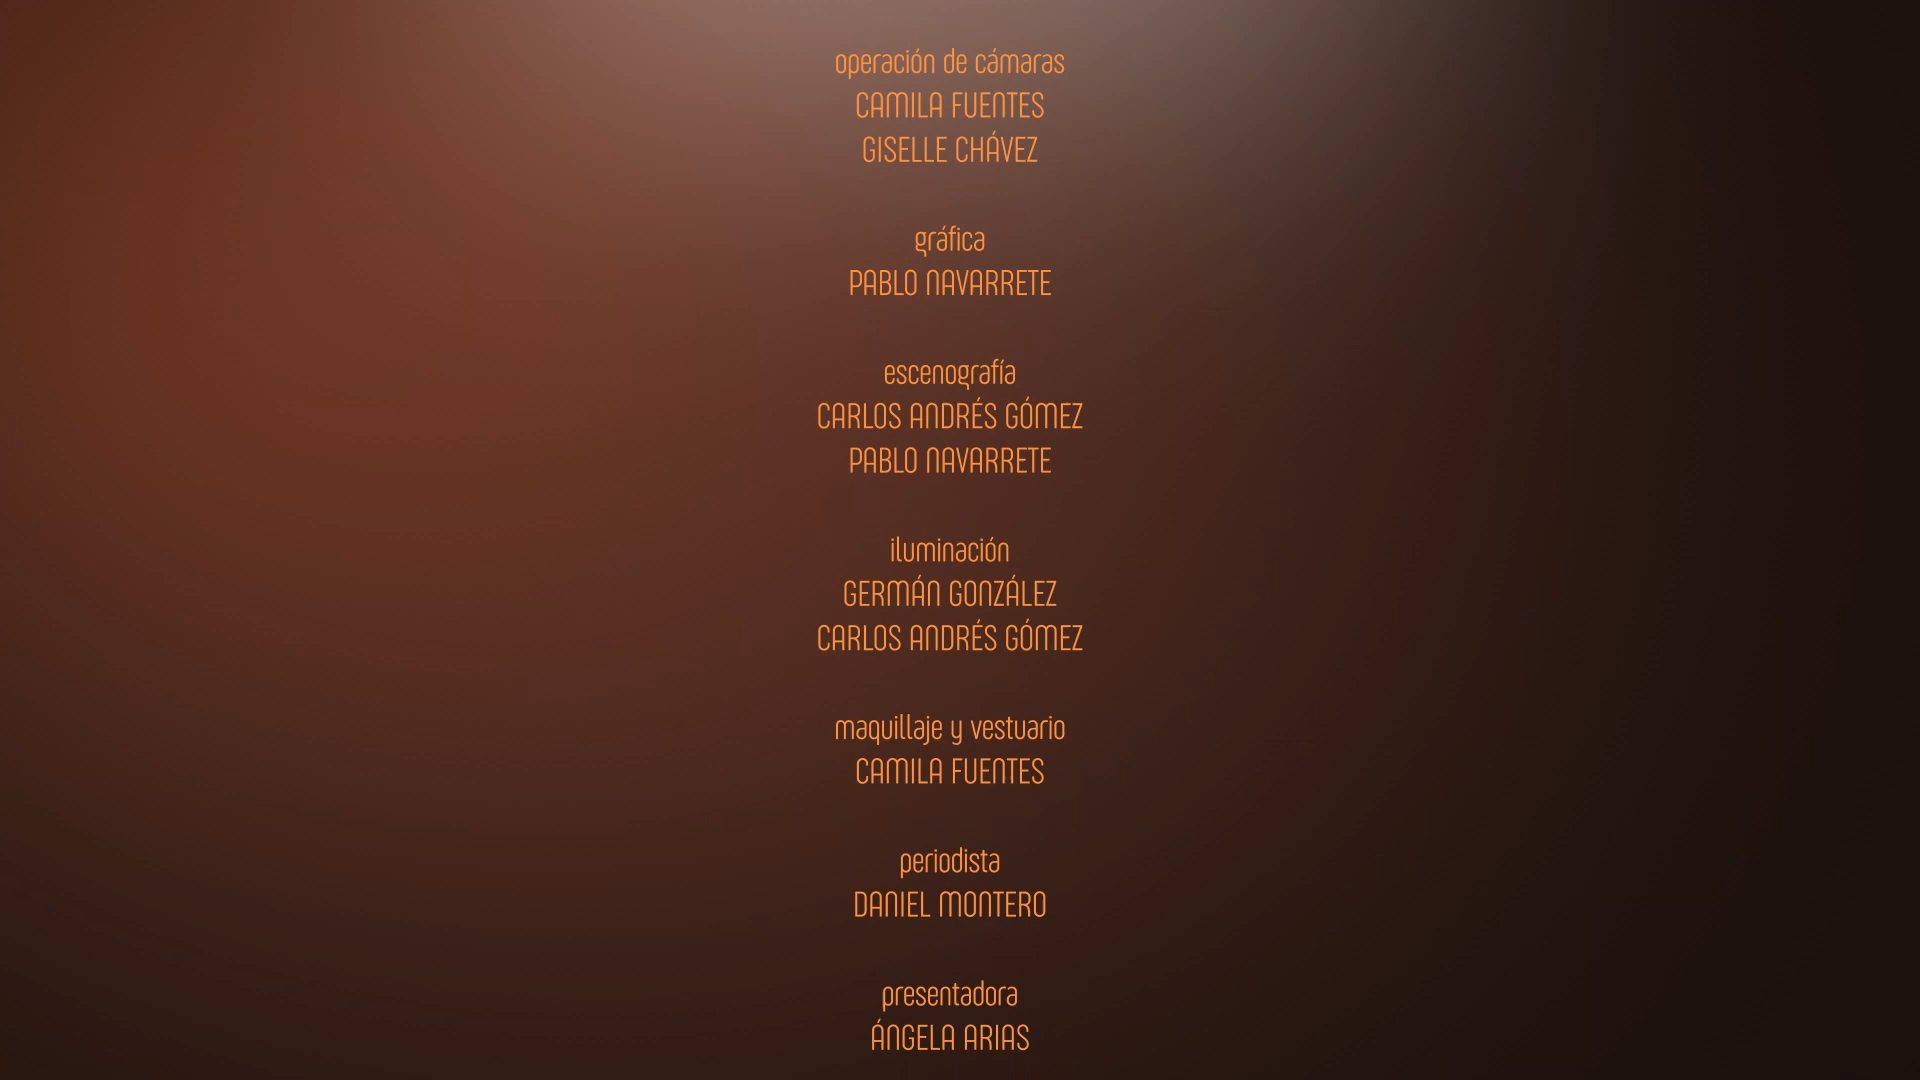 operación de cámaras
CAMILA FUENTES
GISELLE CHÁVEZ
gráfica
PABLO NAVARRETE
escenografía
CARLOS ANDRÉS GÓMEZ
PABLO NAVARRETE
iluminación
GERMÁN GONZÁLEZ
CARLOS ANDRÉS GÓMEZ
maquillaje y vestuario
CAMILA FUENTES
periodista
DANIEL MONTERO
presentadora
ÁNGELA ARIAS